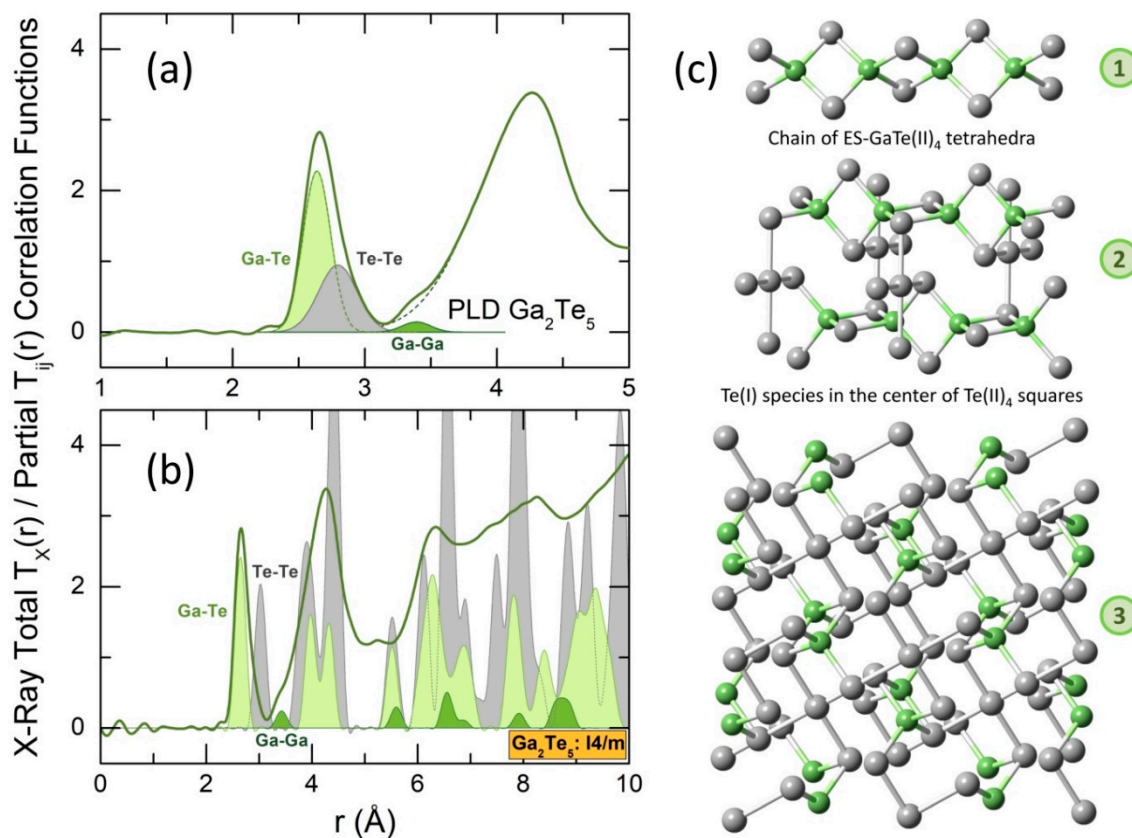 X-Ray Total T_X(r) / Partial T_ij(r) Correlation Functions
(a)
4
2
0
Ga-Te
Te-Te
PLD Ga₂Te₅
Ga-Ga
1 2 3 4 5
(b)
4
2
0
Te-Te
Ga-Te
Ga-Ga
Ga₂Te₅: I4/m
0 2 4 6 8 10
r (Å)
(c)
1
Chain of ES-GaTe(II)₄ tetrahedra
2
Te(I) species in the center of Te(II)₄ squares
3